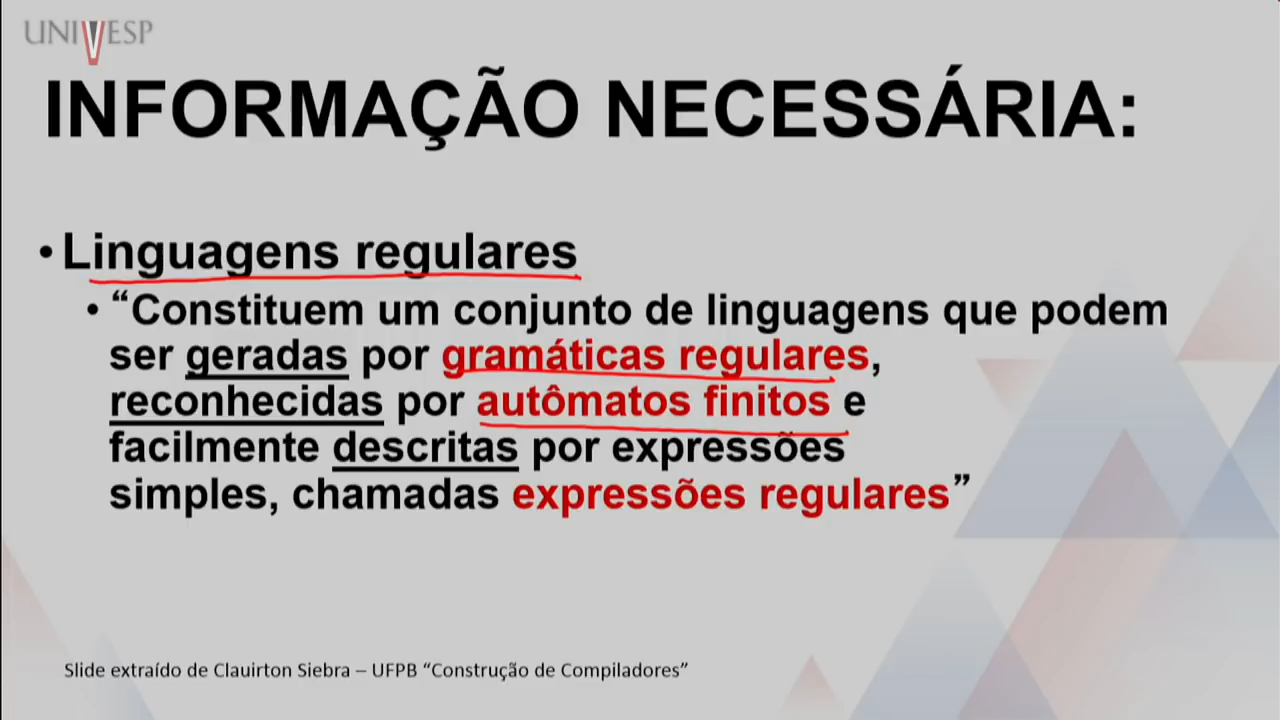 UNIVESP
INFORMAÇÃO NECESSÁRIA:
• Linguagens regulares
• “Constituem um conjunto de linguagens que podem
ser geradas por gramáticas regulares,
reconhecidas por autômatos finitos e
facilmente descritas por expressões
simples, chamadas expressões regulares”
Slide extraído de Clauirton Siebra – UFPB “Construção de Compiladores”